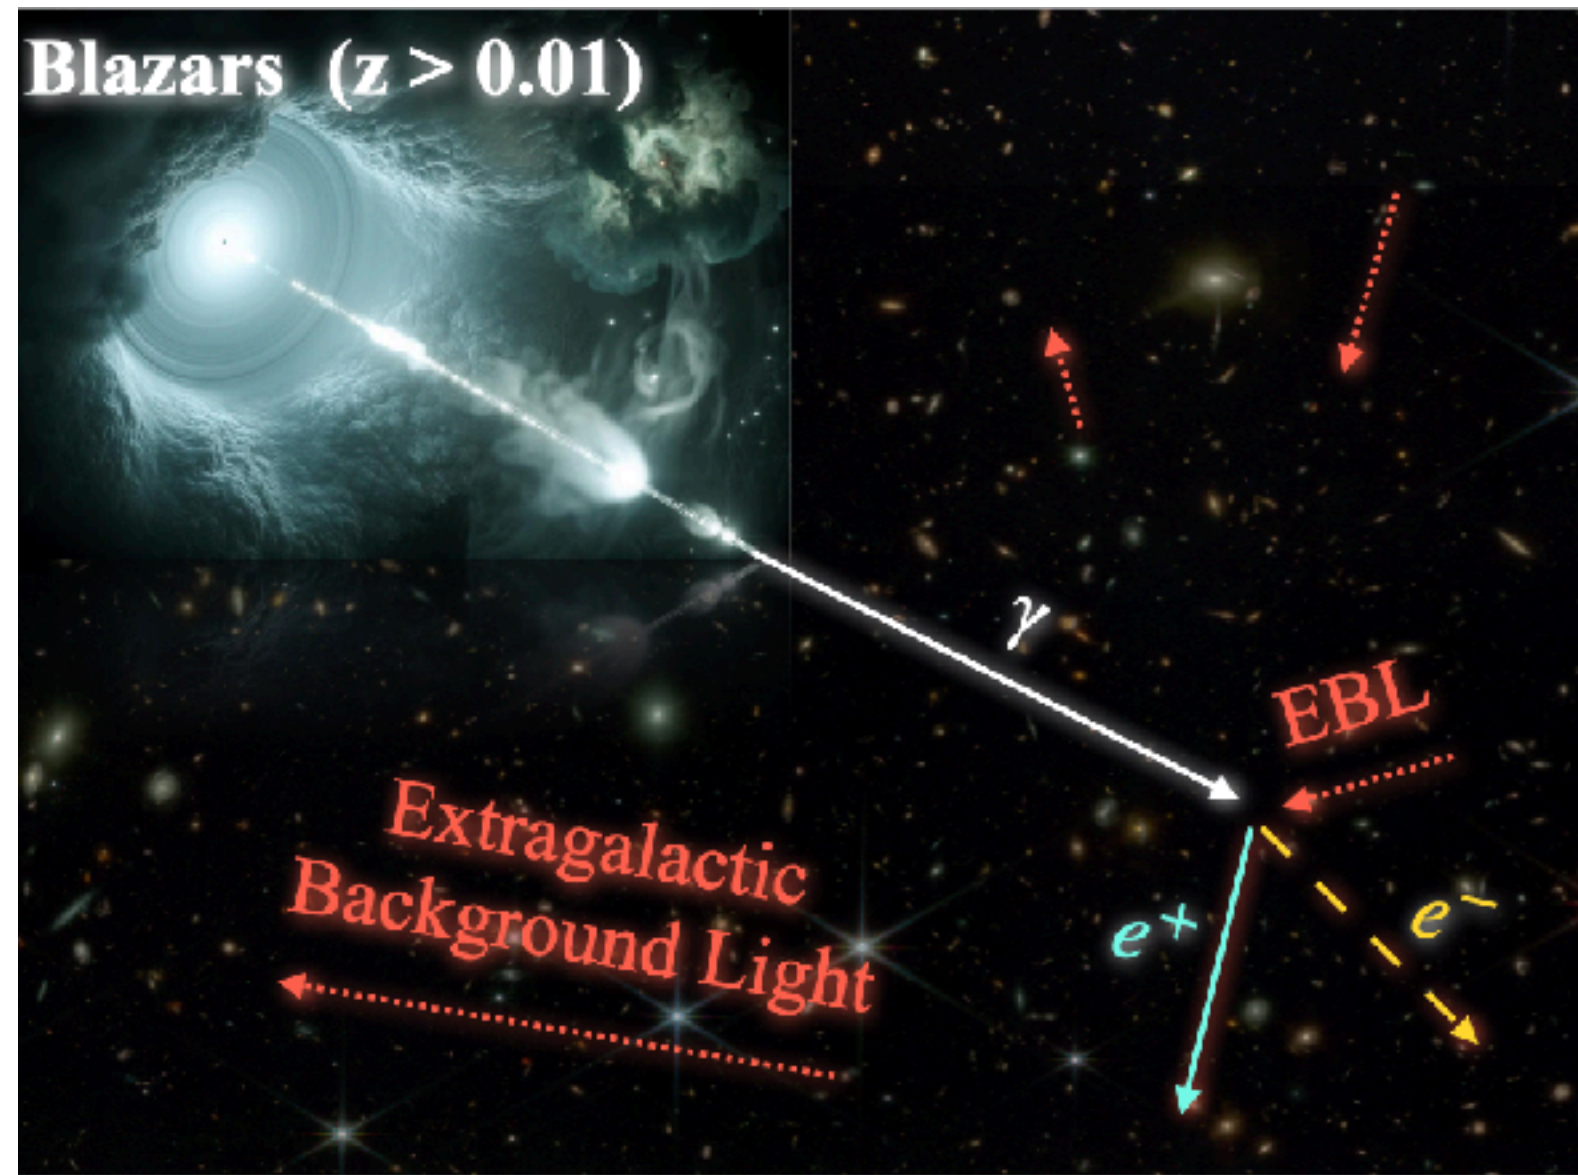 Blazars (z > 0.01)
γ
EBL
Extragalactic
Background Light
e⁺
e⁻